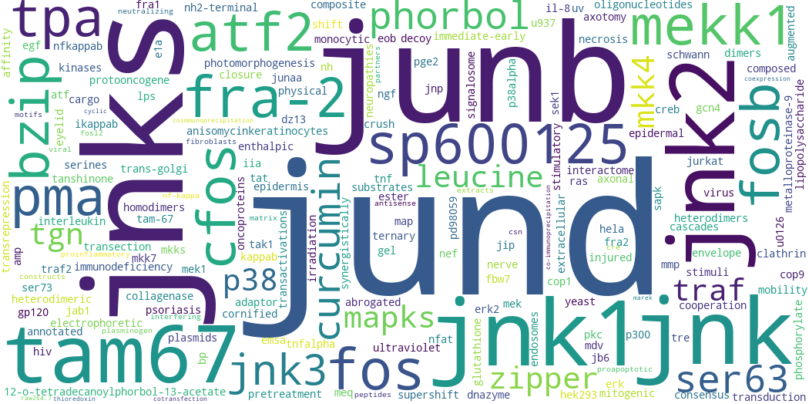 tpa
fra1
neutralizing
jnks
e1a
nfkappab
egf
affinity
kinases
protooncogene
atf
cargo
lps
cyclic
motifs
bzip
ikappab
fosl2
eyelid
viral
serines
tanshinone
trans-golgi
pma
interleukin
homodimers
tam-67
transrepression
tgn
transection
mkks
amp
immunodeficiency
mkk7
traf2
proinflammatory
constructs
ser73
heterodimeric
collagenase
gp120
jab1
psoriasis
electrophoretic
interfering
annotated
plasminogen
plasmids
hiv
bp
tam67
12-o-tetradecanoylphorbol-13-acetate
tam67
thioredoxin
cotransfection
nh2-terminal
atf2
shift
composite
monocytic
photomorphogenesis
closure
junaa
nh
fra-2
physical
coimmunoprecipitation
anisomycin
keratinocytes
dz13
fibroblasts
enthalpic
cfos
iia
tat
epidermis
nf-kappa
oncoproteins
matrix
tak1
kappab
mek1
p38
adaptor
cornified
transactivations
irradiation
curcumin
synergistically
emsa
tnfalpha
jnk3
pretreatment
fos
meq
peptides
phorbol
eob
decoy
immediate-early
u937
il-8
uv
axotomy
oligonucleotides
necrosis
mekk1
augmented
junb
neuropathies
partners
pge2
jnp
ngf
crush
signalosome
p38alpha
sek1
mkk4
schwann
dimers
composed
creb
gcn4
coexpression
sp600125
epidermal
jnk2
fosb
metalloproteinase-9
lipopolysaccharide
tnf
leucine
substrates
ester
extracts
antisense
stimulatory
interactome
ras
axonal
jurkat
virus
jund
map
pd98059
ternary
csn
gel
jip
co-immunoprecipitation
extracellular
hela
fra2
sapk
heterodimers
cascades
u0126
nef
nerve
fbw7
cop1
injured
mmp
envelope
stimuli
clathrin
cop9
abrogated
erk2
mek
yeast
marek
traf
cooperation
mobility
mapks
nfat
jnk1
endosomes
pkc
mdv
jb6
p300
tre
jnk
phosphorylate
ultraviolet
glutathione
zipper
proapoptotic
erk
ser63
supershift
dnazyme
hek293
mitogenic
consensus
transduction